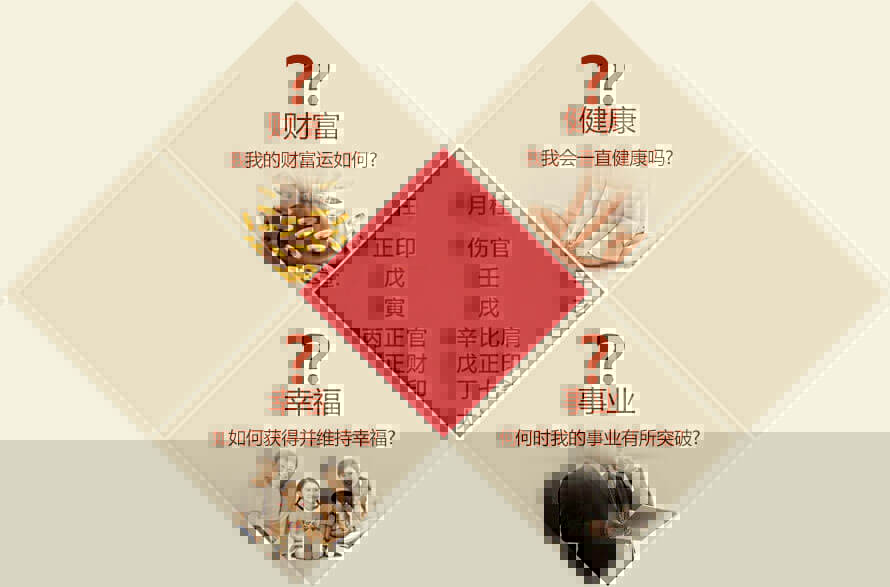 ??
财富
我的财富运如何?
??
健康
我会一直健康吗?
月柱
正印 伤官
戊 壬
寅 戌
丙正官 辛比肩
正财 戊正印
印 丁七
??
幸福
如何获得并维持幸福?
??
事业
何时我的事业有所突破?